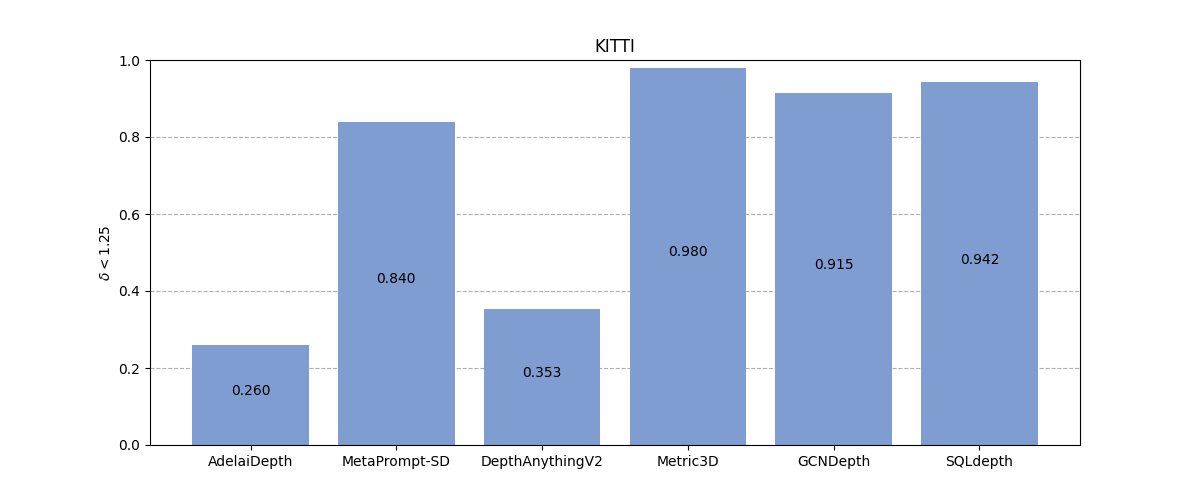 KITTI
1.0
0.8
0.6
0.4
0.2
0.0
δ < 1.25
0.260
0.840
0.353
0.980
0.915
0.942
AdelaiDepth
MetaPrompt-SD
DepthAnythingV2
Metric3D
GCNDepth
SQLdepth